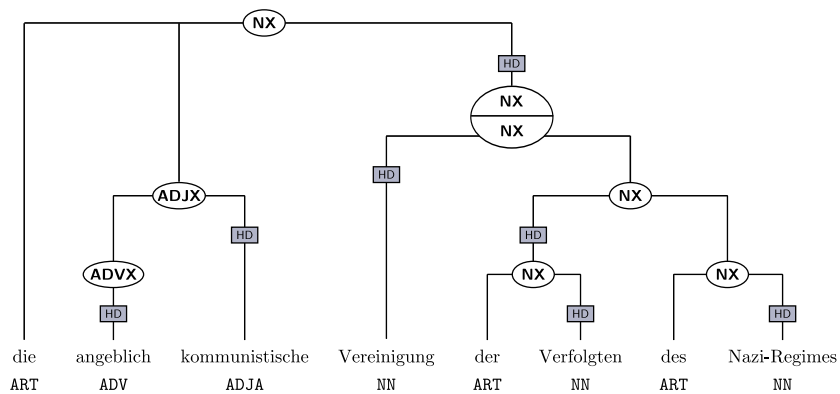 NX
HD
NX
NX
HD
ADJX
NX
HD
HD
ADVX
NX
NX
HD
HD
HD
die angeblich kommunistische Vereinigung der Verfolgten des Nazi-Regimes
ART ADV ADJA NN ART NN ART NN